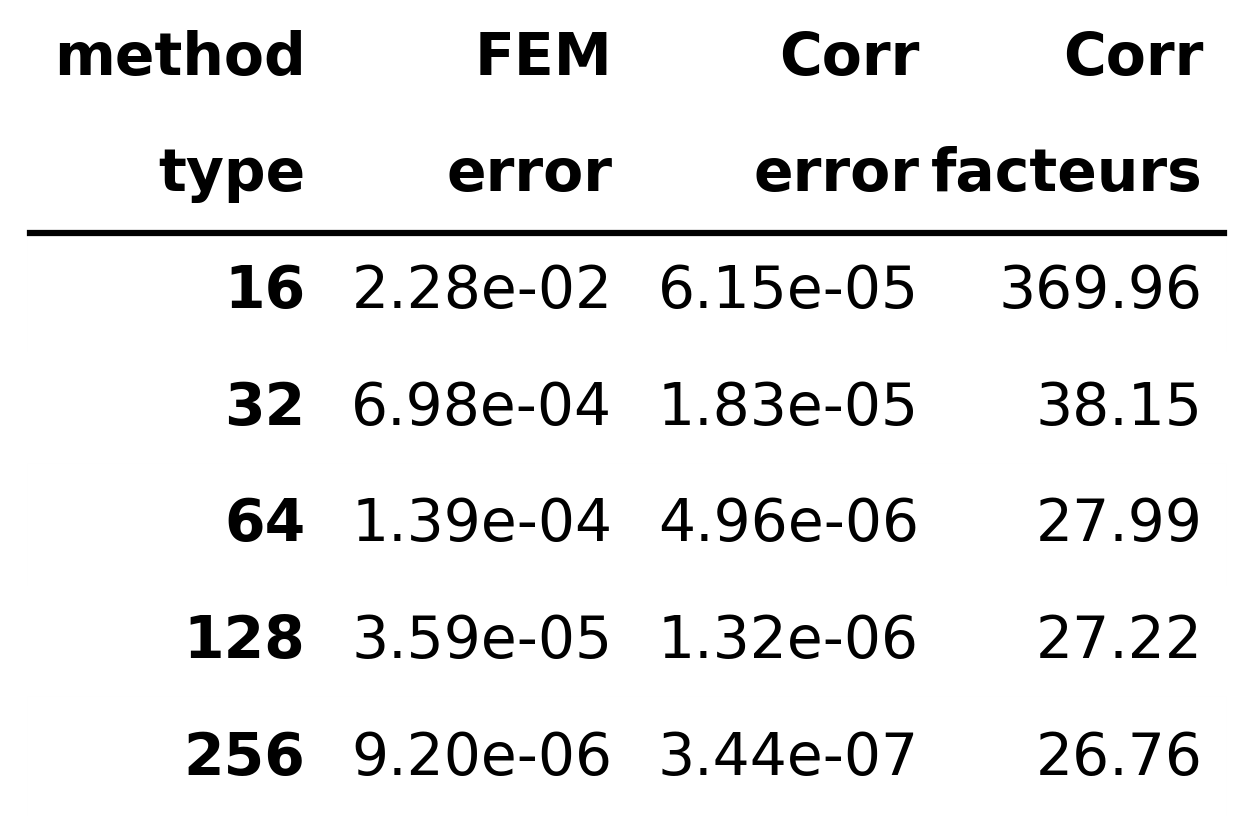 method FEM Corr Corr
type error error facteurs
16 2.28e-02 6.15e-05 369.96
32 6.98e-04 1.83e-05 38.15
64 1.39e-04 4.96e-06 27.99
128 3.59e-05 1.32e-06 27.22
256 9.20e-06 3.44e-07 26.76